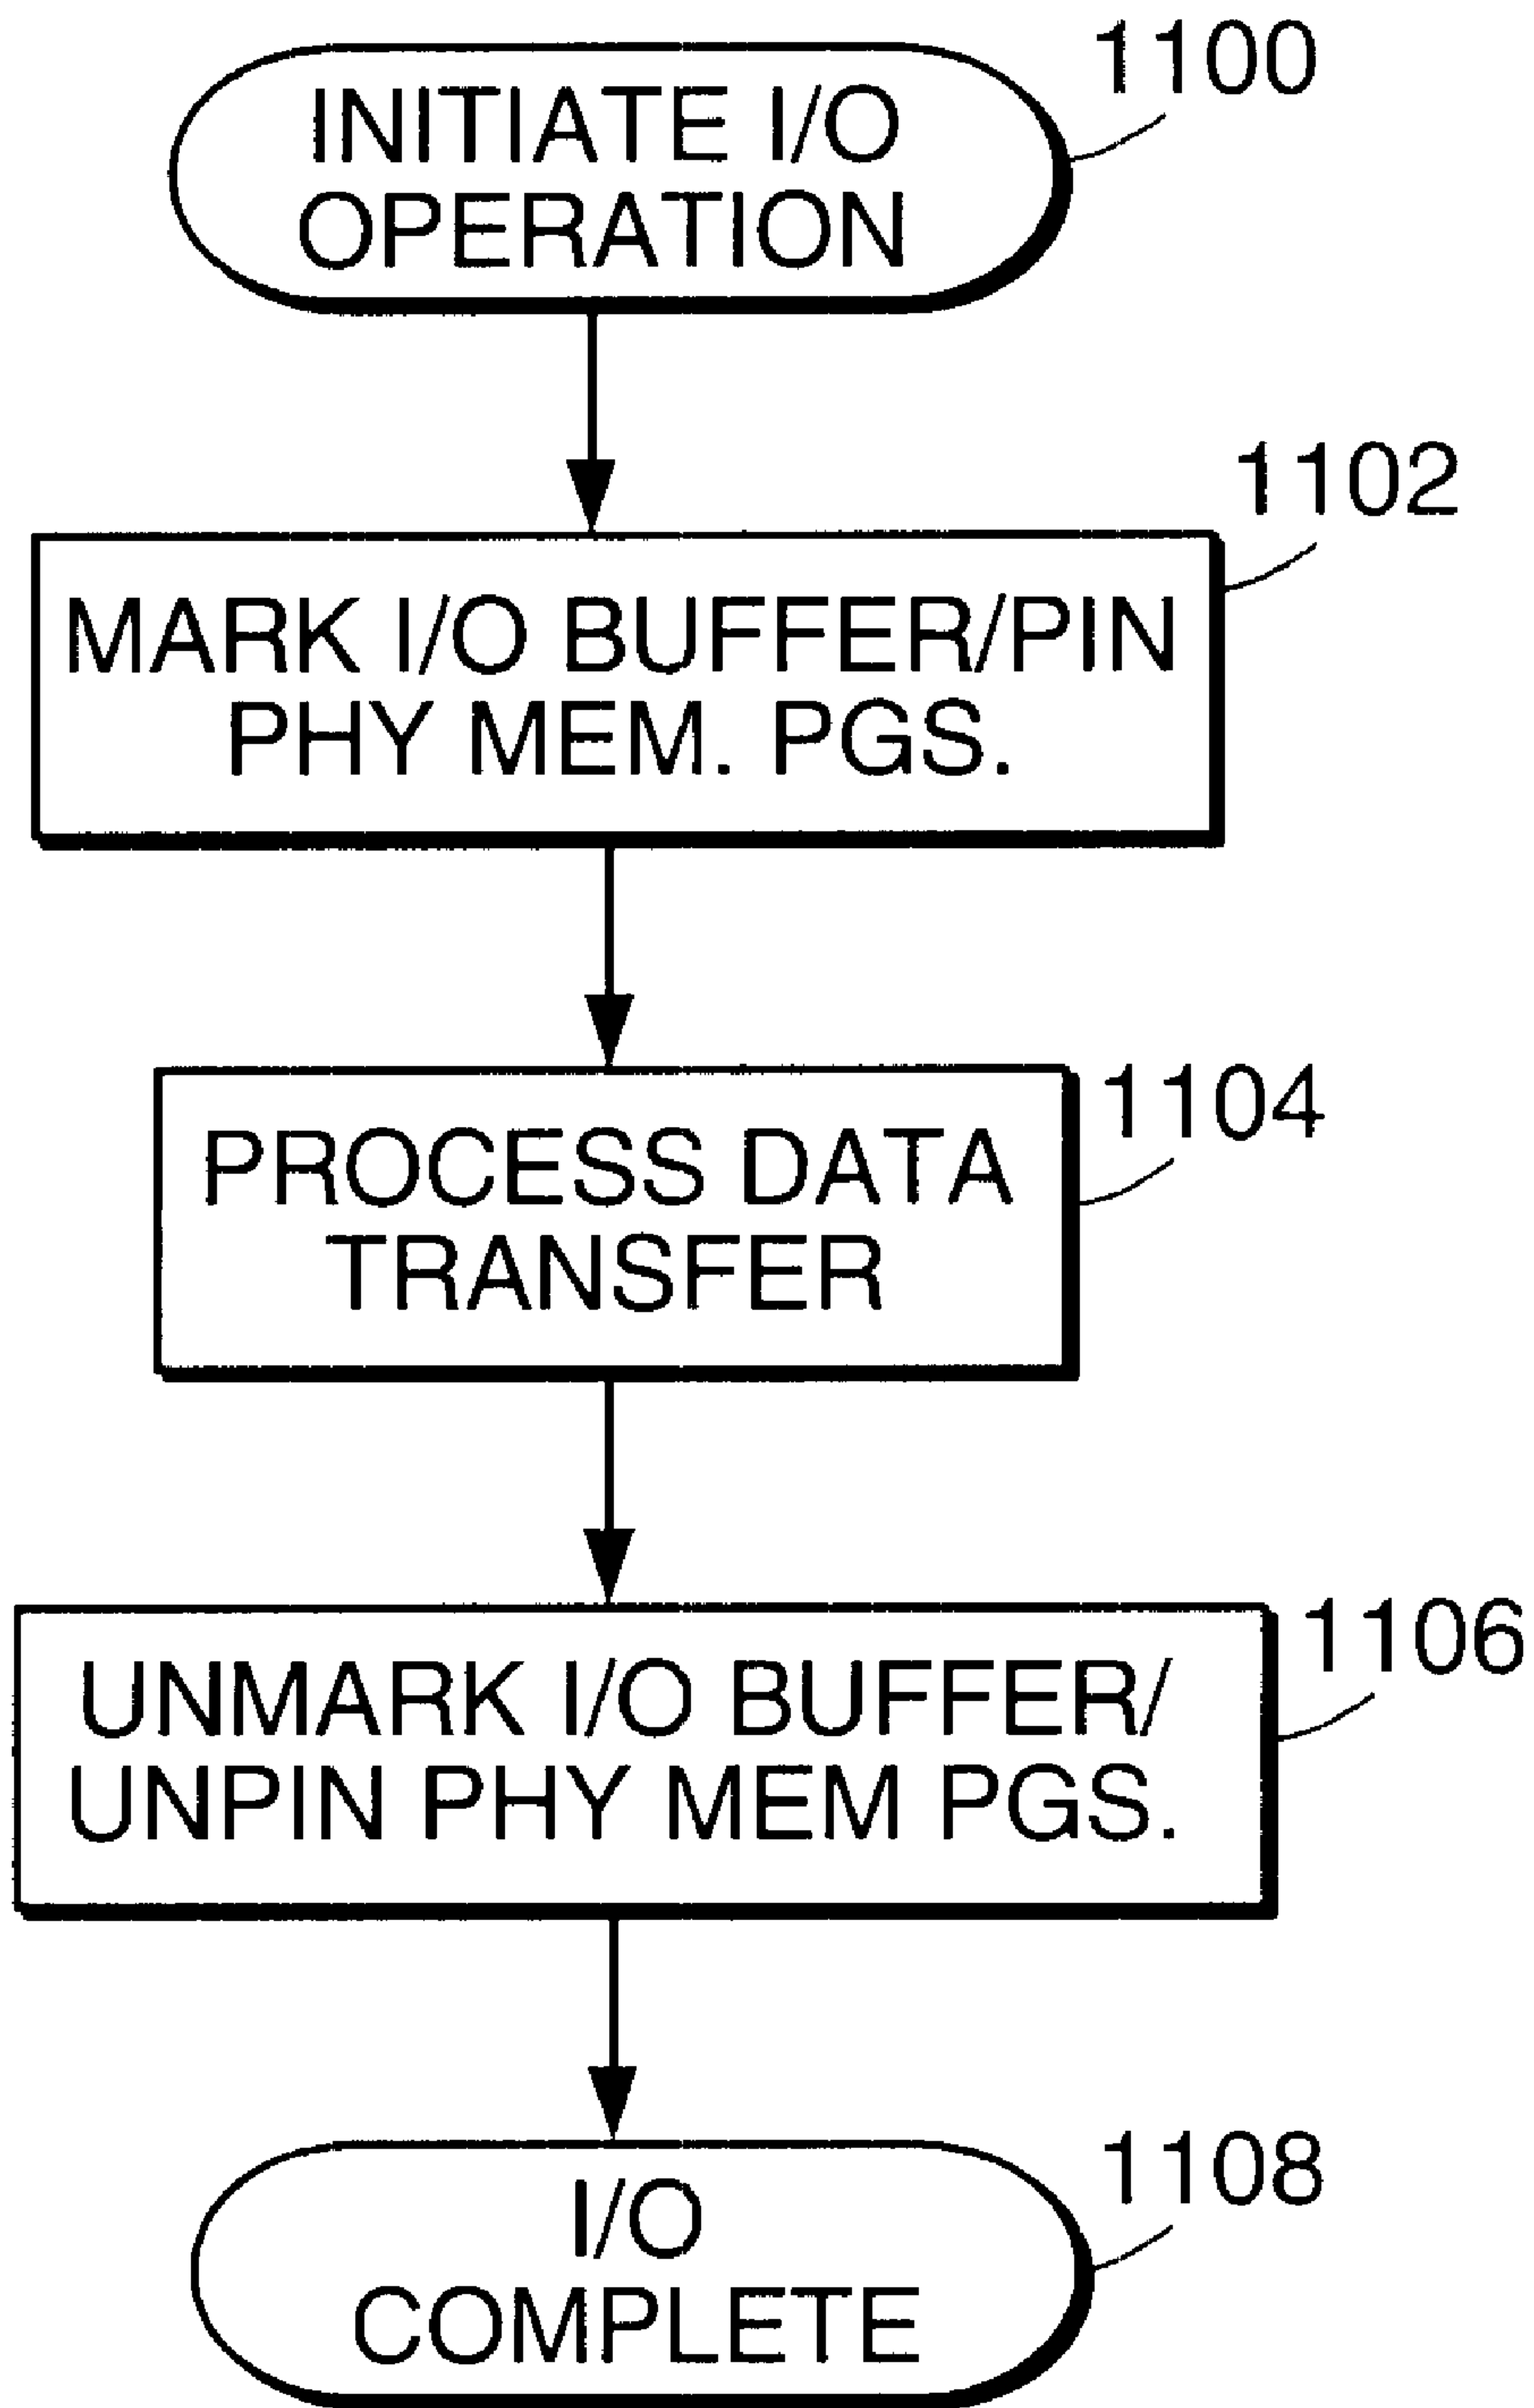 1100
INITIATE I/O
OPERATION
1102
MARK I/O BUFFER/PIN
PHY MEM. PGS.
1104
PROCESS DATA
TRANSFER
1106
UNMARK I/O BUFFER/
UNPIN PHY MEM PGS.
1108
I/O
COMPLETE